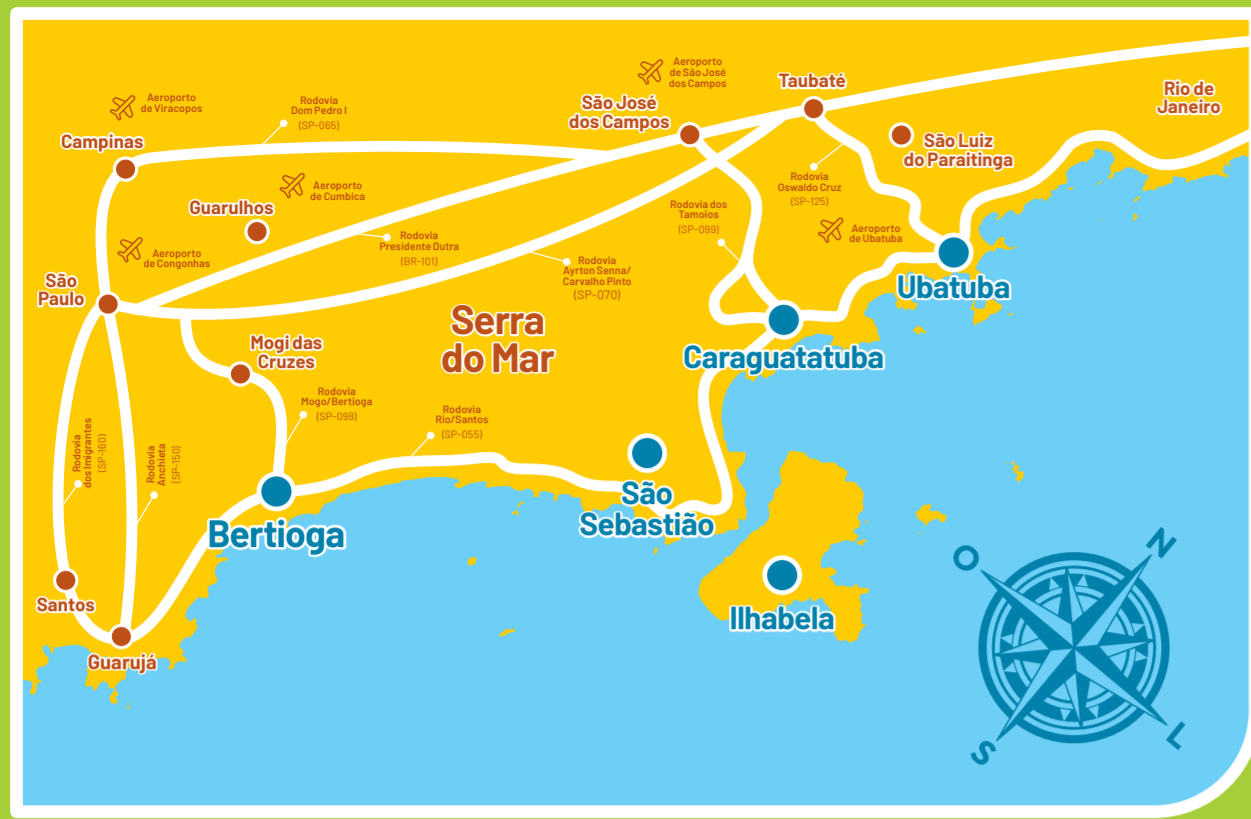 Aeroporto
de Viracopos
Campinas
Rodovia
Dom Pedro I
(SP-065)
Aeroporto
de São José
dos Campos
São José
dos Campos
Taubaté
Rio de
Janeiro
São Luiz
do Paraitinga
Guarulhos
Aeroporto
de Cumbica
Rodovia
Oswaldo Cruz
(SP-125)
Rodovia dos
Tamoios
(SP-099)
Aeroporto
de Ubatuba
Aeroporto
de Congonhas
Rodovia
Presidente Dutra
(BR-101)
Rodovia
Ayrton Senna/
Carvalho Pinto
(SP-070)
São
Paulo
Ubatuba
Serra
do Mar
Mogi das
Cruzes
Caraguatatuba
Rodovia
Mogo/Bertioga
(SP-098)
Rodovia
Rio/Santos
(SP-055)
Rodovia
dos Imigrantes
(SP-160)
Rodovia
Anchieta
(SP-150)
São
Sebastião
Bertioga
Santos
Guarujá
Ilhabela
N
O
S
L